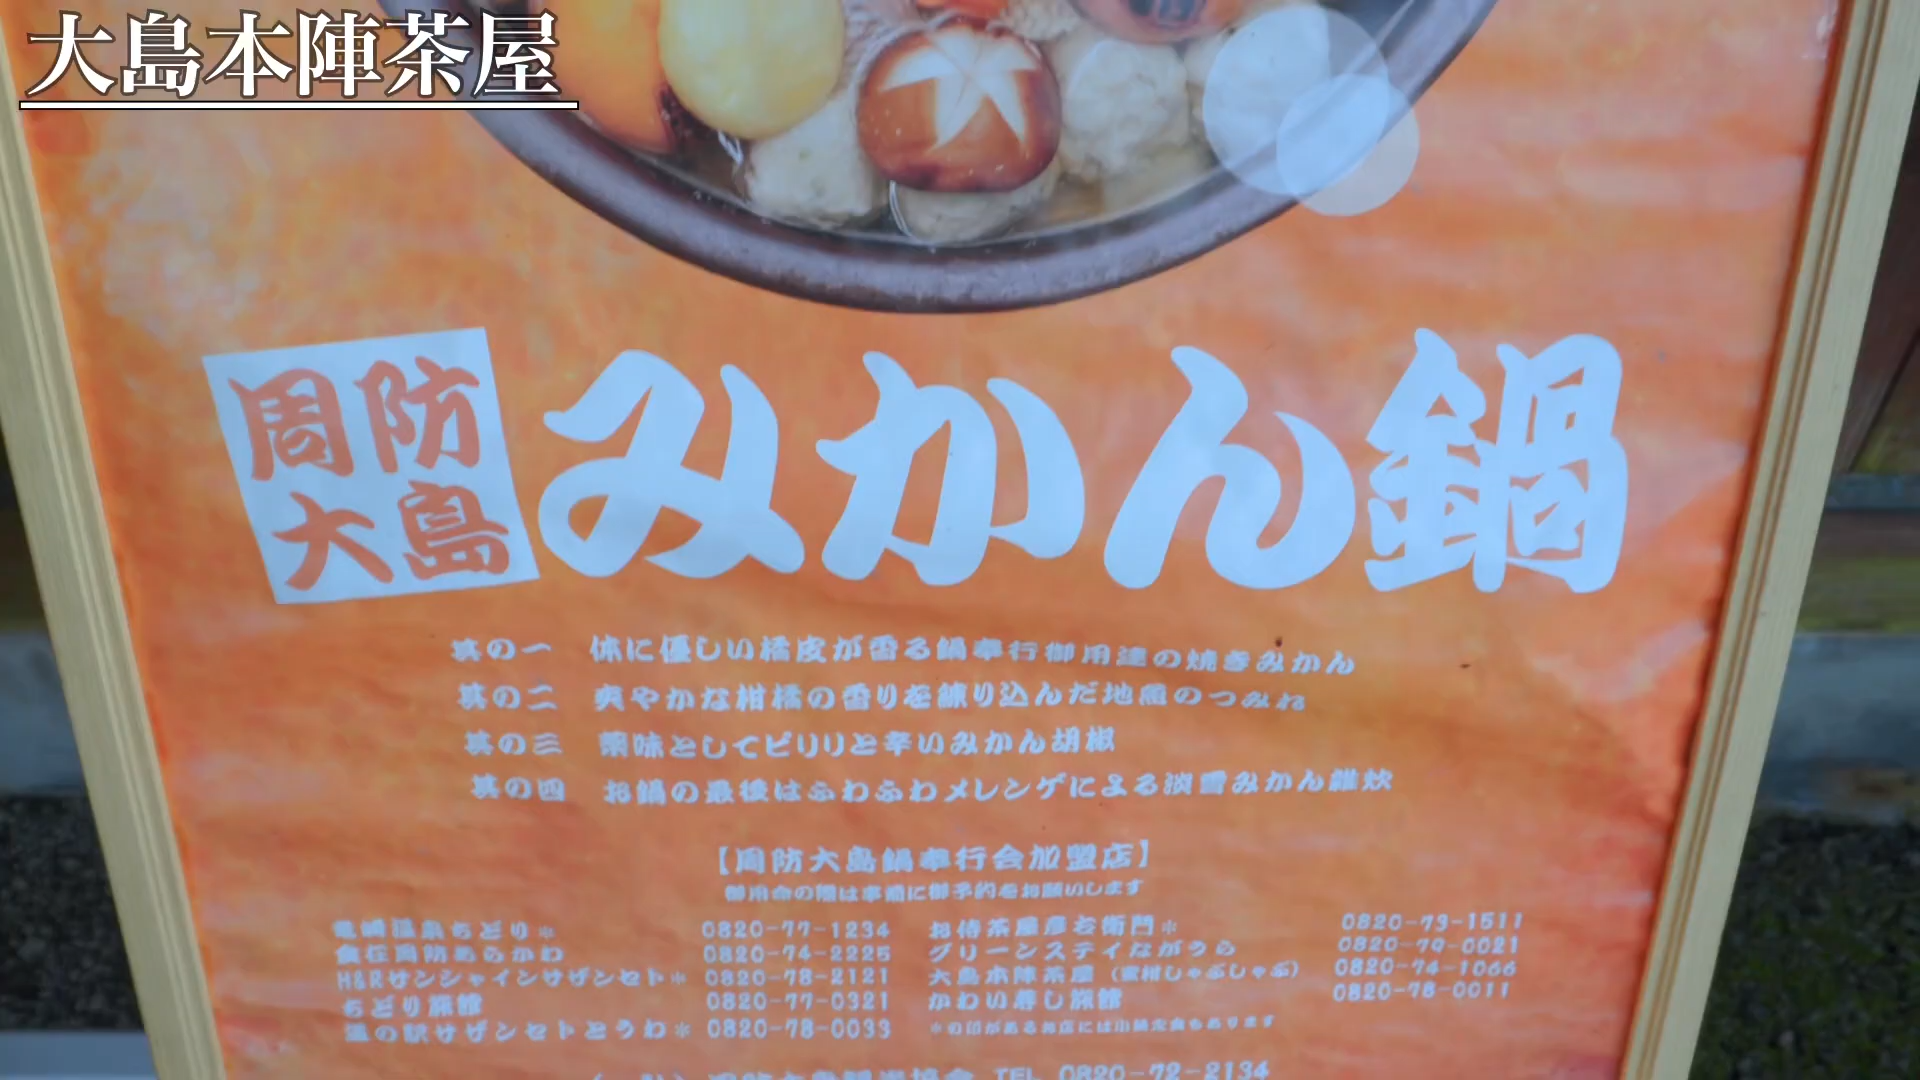 大島本陣茶屋
周防
大島
みかん鍋
其の一 体に優しい橘皮が香る鍋奉行御用達の焼きみかん
其の二 爽やかな柑橘の香りを練り込んだ地魚のつみれ
其の三 薬味としてピリリと辛いみかん胡椒
其の四 お鍋の最後はふわふわメレンゲによる淡雪みかん雑炊
【周防大島鍋奉行会加盟店】
御用命の際は事前に御予約をお願いします
竜崎温泉ちどり* 0820-77-1234 お侍茶屋彦右衛門* 0820-73-1511
食在周防あらかわ 0820-74-2225 グリーンステイながうら 0820-79-0021
H&Rサンシャインサザンセト* 0820-78-2121 大島本陣茶屋(蜜柑しゃぶしゃぶ) 0820-74-1066
ちどり旅館 0820-77-0321 かわい寿し旅館 0820-78-0011
道の駅サザンセトとうわ* 0820-78-0033 *の印があるお店には小鍋定食もあります
TEL 0820-72-2134